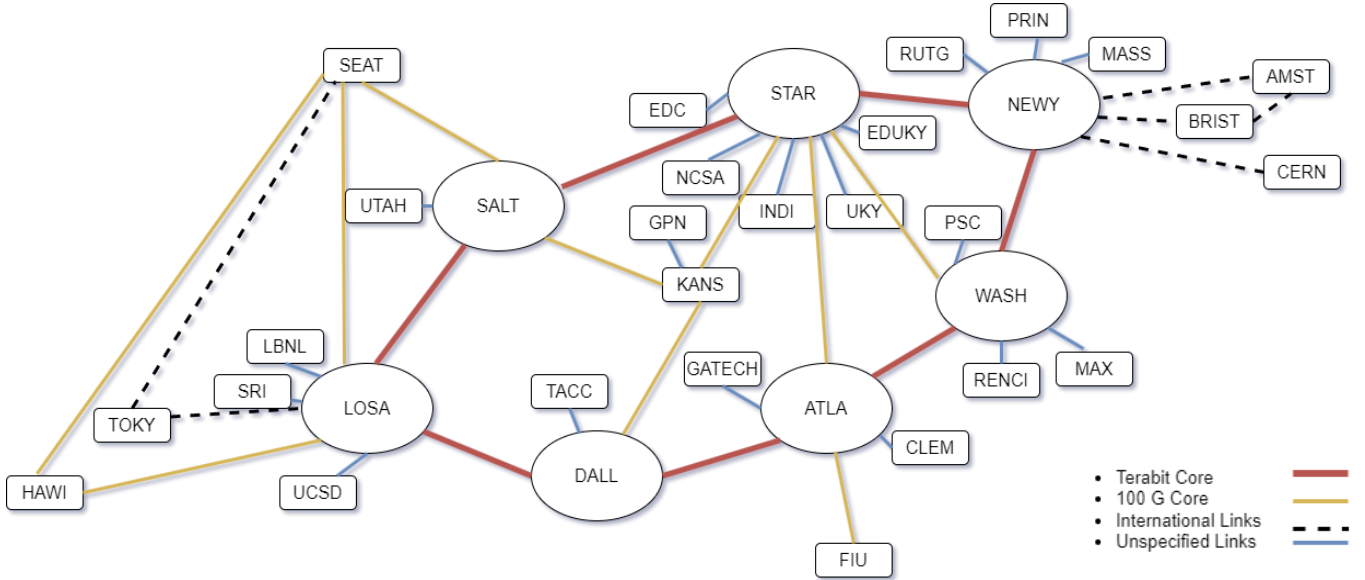 PRIN
RUTG
MASS
SEAT
STAR
NEWY
AMST
EDC
BRIST
EDUKY
NCSA
CERN
UTAH
SALT
INDI
UKY
GPN
PSC
KANS
WASH
LBNL
GATECH
MAX
RENCI
SRI
TACC
LOSA
ATLA
TOKY
CLEM
DALL
HAWI
UCSD
FIU
• Terabit Core
• 100 G Core
• International Links
• Unspecified Links